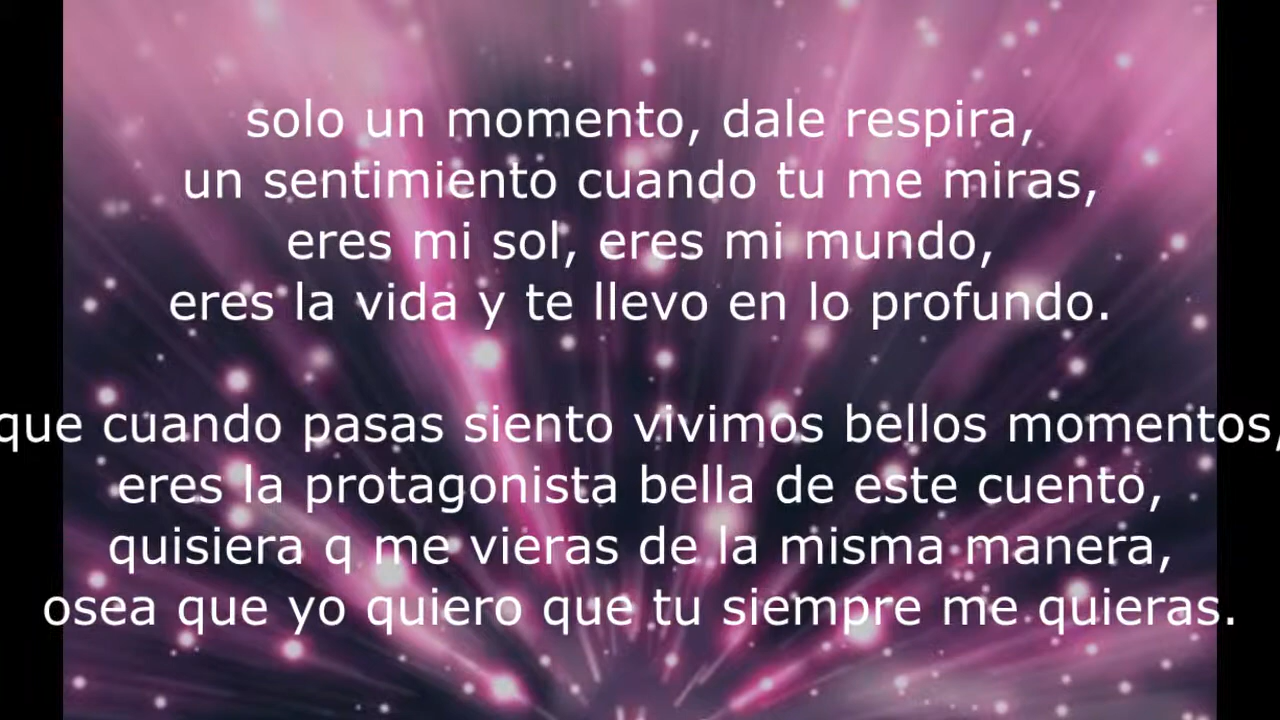 solo un momento, dale respira,
un sentimiento cuando tu me miras,
eres mi sol, eres mi mundo,
eres la vida y te llevo en lo profundo.
que cuando pasas siento vivimos bellos momentos,
eres la protagonista bella de este cuento,
quisiera q me vieras de la misma manera,
osea que yo quiero que tu siempre me quieras.